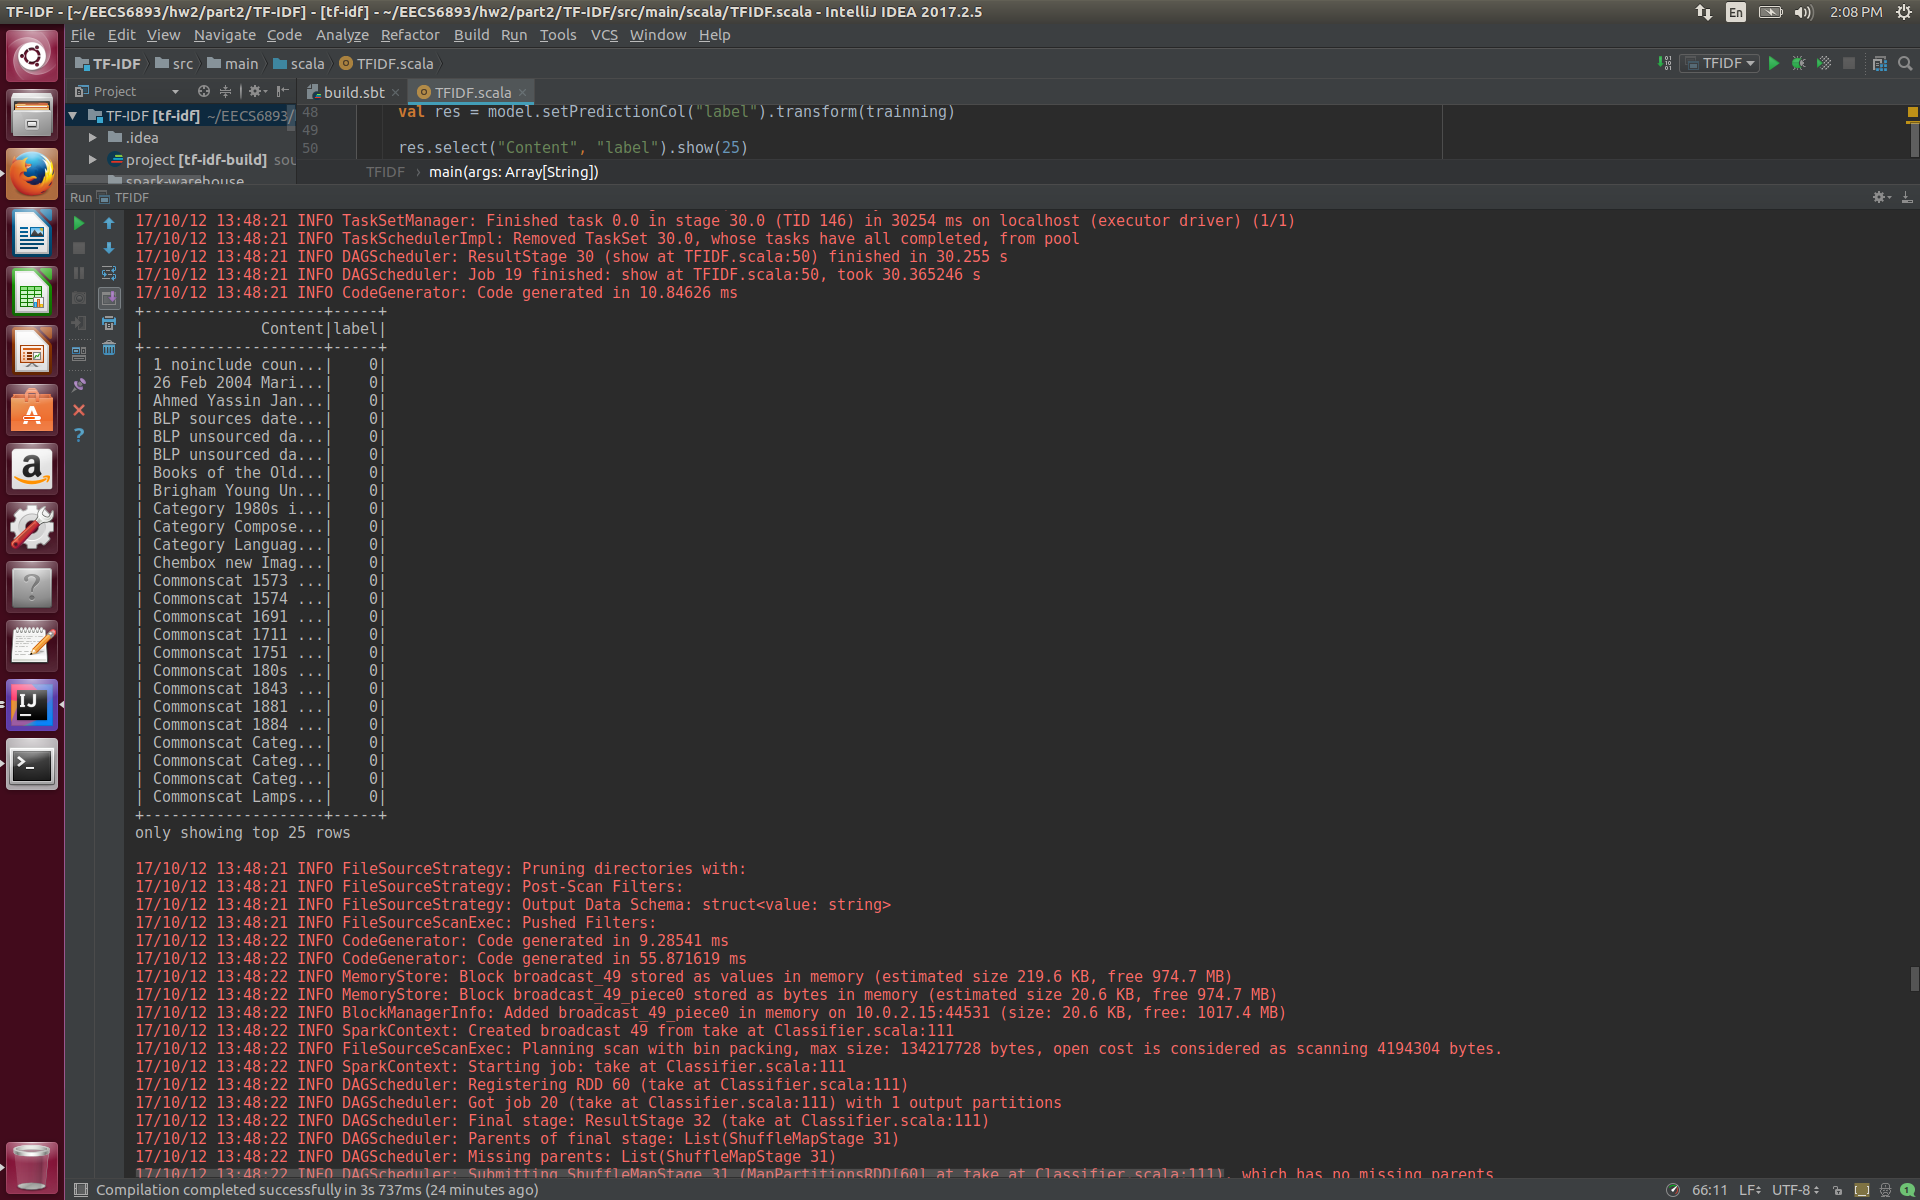 TF-IDF - [~/EECS6893/hw2/part2/TF-IDF] - [tf-idf] - ~/EECS6893/hw2/part2/TF-IDF/src/main/scala/TFIDF.scala - IntelliJ IDEA 2017.2.5
En
2:08 PM
File Edit View Navigate Code Analyze Refactor Build Run Tools VCS Window Help
TF-IDF src main scala TFIDF.scala
TFIDF
Project
build.sbt
TFIDF.scala
TF-IDF [tf-idf] ~/EECS6893/
.idea
project [tf-idf-build] sou
spark-warehouse
48 val res = model.setPredictionCol("label").transform(trainning)
49
50 res.select("Content", "label").show(25)
TFIDF › main(args: Array[String])
Run TFIDF
17/10/12 13:48:21 INFO TaskSetManager: Finished task 0.0 in stage 30.0 (TID 146) in 30254 ms on localhost (executor driver) (1/1)
17/10/12 13:48:21 INFO TaskSchedulerImpl: Removed TaskSet 30.0, whose tasks have all completed, from pool
17/10/12 13:48:21 INFO DAGScheduler: ResultStage 30 (show at TFIDF.scala:50) finished in 30.255 s
17/10/12 13:48:21 INFO DAGScheduler: Job 19 finished: show at TFIDF.scala:50, took 30.365246 s
17/10/12 13:48:21 INFO CodeGenerator: Code generated in 10.84626 ms
+--------------------+-----+
|             Content|label|
+--------------------+-----+
| 1 noinclude coun...|    0|
| 26 Feb 2004 Mari...|    0|
| Ahmed Yassin Jan...|    0|
| BLP sources date...|    0|
| BLP unsourced da...|    0|
| BLP unsourced da...|    0|
| Books of the Old...|    0|
| Brigham Young Un...|    0|
| Category 1980s i...|    0|
| Category Compose...|    0|
| Category Languag...|    0|
| Chembox new Imag...|    0|
| Commonscat 1573 ...|    0|
| Commonscat 1574 ...|    0|
| Commonscat 1691 ...|    0|
| Commonscat 1711 ...|    0|
| Commonscat 1751 ...|    0|
| Commonscat 180s ...|    0|
| Commonscat 1843 ...|    0|
| Commonscat 1881 ...|    0|
| Commonscat 1884 ...|    0|
| Commonscat Categ...|    0|
| Commonscat Categ...|    0|
| Commonscat Categ...|    0|
| Commonscat Lamps...|    0|
+--------------------+-----+
only showing top 25 rows
17/10/12 13:48:21 INFO FileSourceStrategy: Pruning directories with:
17/10/12 13:48:21 INFO FileSourceStrategy: Post-Scan Filters:
17/10/12 13:48:21 INFO FileSourceStrategy: Output Data Schema: struct<value: string>
17/10/12 13:48:21 INFO FileSourceScanExec: Pushed Filters:
17/10/12 13:48:22 INFO CodeGenerator: Code generated in 9.28541 ms
17/10/12 13:48:22 INFO CodeGenerator: Code generated in 55.871619 ms
17/10/12 13:48:22 INFO MemoryStore: Block broadcast_49 stored as values in memory (estimated size 219.6 KB, free 974.7 MB)
17/10/12 13:48:22 INFO MemoryStore: Block broadcast_49_piece0 stored as bytes in memory (estimated size 20.6 KB, free 974.7 MB)
17/10/12 13:48:22 INFO BlockManagerInfo: Added broadcast_49_piece0 in memory on 10.0.2.15:44531 (size: 20.6 KB, free: 1017.4 MB)
17/10/12 13:48:22 INFO SparkContext: Created broadcast 49 from take at Classifier.scala:111
17/10/12 13:48:22 INFO FileSourceScanExec: Planning scan with bin packing, max size: 134217728 bytes, open cost is considered as scanning 4194304 bytes.
17/10/12 13:48:22 INFO SparkContext: Starting job: take at Classifier.scala:111
17/10/12 13:48:22 INFO DAGScheduler: Registering RDD 60 (take at Classifier.scala:111)
17/10/12 13:48:22 INFO DAGScheduler: Got job 20 (take at Classifier.scala:111) with 1 output partitions
17/10/12 13:48:22 INFO DAGScheduler: Final stage: ResultStage 32 (take at Classifier.scala:111)
17/10/12 13:48:22 INFO DAGScheduler: Parents of final stage: List(ShuffleMapStage 31)
17/10/12 13:48:22 INFO DAGScheduler: Missing parents: List(ShuffleMapStage 31)
17/10/12 13:48:22 INFO DAGScheduler: Submitting ShuffleMapStage 31 (MapPartitionsRDD[60] at take at Classifier.scala:111), which has no missing parents
Compilation completed successfully in 3s 737ms (24 minutes ago)
66:11 LF UTF-8